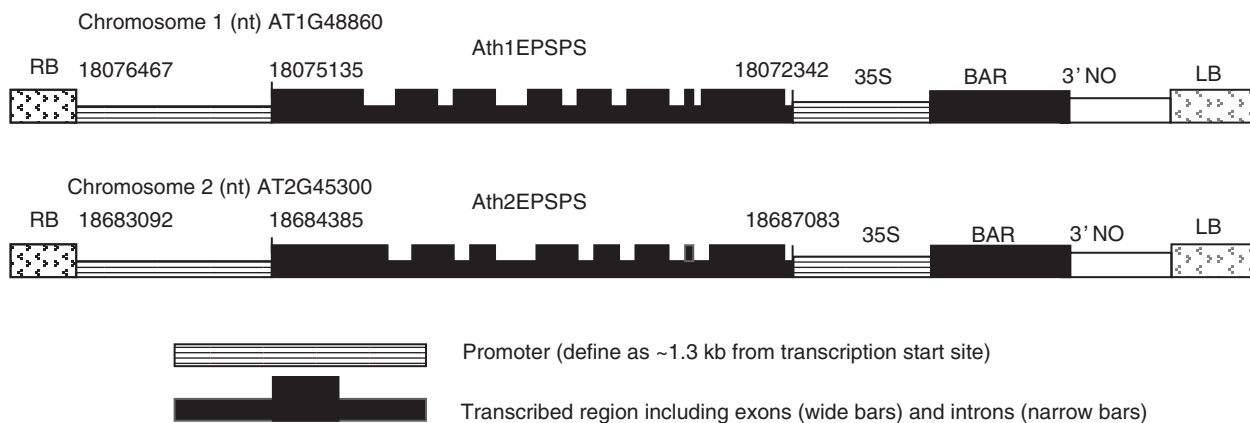 Chromosome 1 (nt) AT1G48860
Ath1EPSPS
RB 18076467 18075135 18072342 35S BAR 3’ NO LB
Chromosome 2 (nt) AT2G45300
Ath2EPSPS
RB 18683092 18684385 18687083 35S BAR 3’ NO LB
Promoter (define as ~1.3 kb from transcription start site)
Transcribed region including exons (wide bars) and introns (narrow bars)